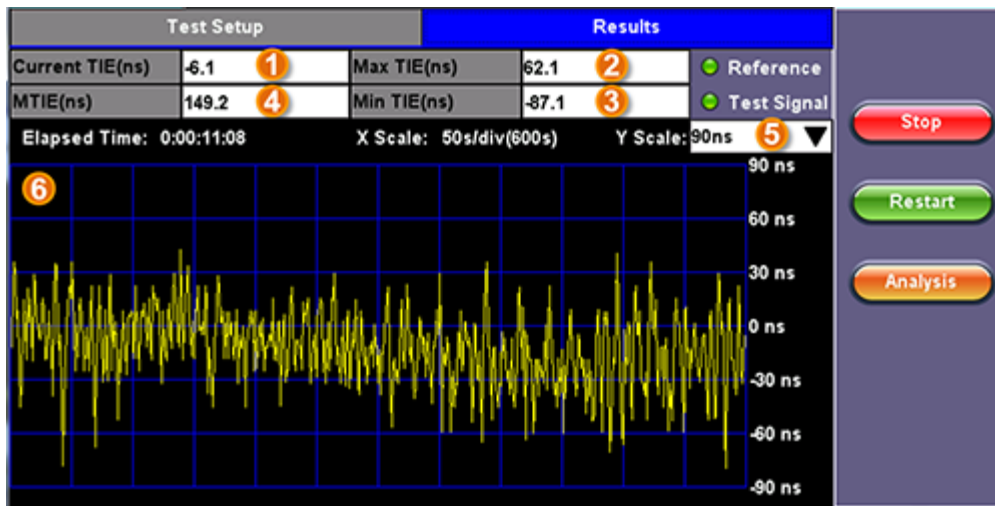 Test Setup Results
Current TIE(ns) -6.1 1 Max TIE(ns) 62.1 2 Reference
MTIE(ns) 149.2 4 Min TIE(ns) -87.1 3 Test Signal
Elapsed Time: 0:00:11:08 X Scale: 50s/div(600s) Y Scale: 90ns 5
Stop
90 ns
6
Restart
60 ns
30 ns
Analysis
0 ns
-30 ns
-60 ns
-90 ns